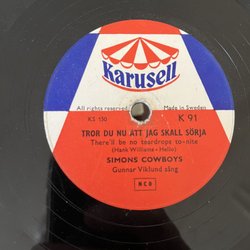 Karusell
All rights reserved Made in Sweden
KS 150 K 91
TROR DU NU ATT JAG SKALL SÖRJA
There'll be no teardrops to-nite
(Hank Williams - Hello)
SIMONS COWBOYS
Gunnar Viklund sång
NCB